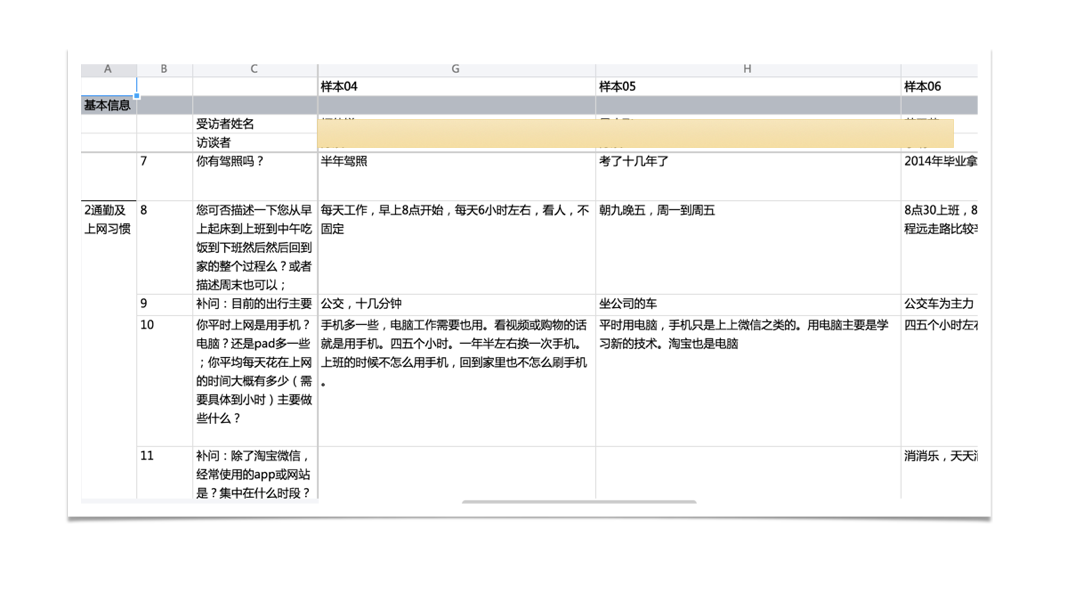 A B C G H
样本04 样本05 样本06
基本信息
受访者姓名
访谈者
7 你有驾照吗？ 半年驾照 考了十几年了 2014年毕业拿
2通勤及 8 您可否描述一下您从早 每天工作，早上8点开始，每天6小时左右，看人，不 朝九晚五，周一到周五 8点30上班，8
上网习惯 上起床到上班到中午吃 固定 程远走路比较
饭到下班然后然后回到
家的整个过程么？或者
描述周末也可以；
9 补问：目前的出行主要 公交，十几分钟 坐公司的车 公交车为主力
10 你平时上网是用手机？ 手机多一些，电脑工作需要也用。看视频或购物的话 平时用电脑，手机只是上上微信之类的。用电脑主要是学 四五个小时左
电脑？还是pad多一些 就是用手机。四五个小时。一年半左右换一次手机。 习新的技术。淘宝也是电脑
；你平均每天花在上网 上班的时候不怎么用手机，回到家里也不怎么刷手机
的时间大概有多少（需 。
要具体到小时）主要做
些什么？
11 补问：除了淘宝微信， 消消乐，天天
经常使用的app或网站
是？集中在什么时段？